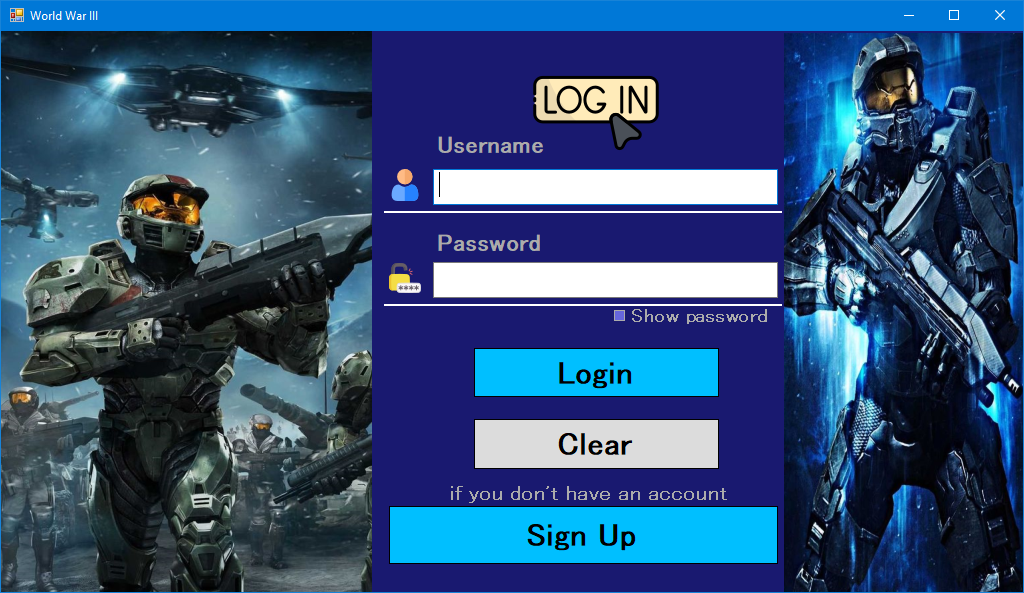 World War III
LOG IN
Username
Password
****
Show password
Login
Clear
if you don't have an account
Sign Up